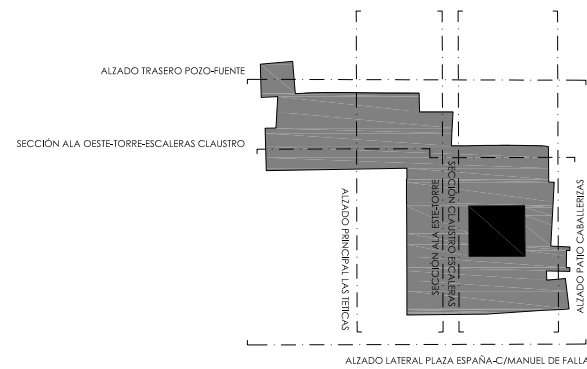 ALZADO TRASERO POZO-FUENTE
SECCIÓN ALA OESTE-TORRE-ESCALERAS CLAUSTRO
ALZADO PRINCIPAL LAS TETICAS
SECCIÓN ALA ESTE-TORRE
SECCIÓN CLAUSTRO ESCALERAS
ALZADO PATIO CABALLERIZAS
ALZADO LATERAL PLAZA ESPAÑA-C/MANUEL DE FALLA